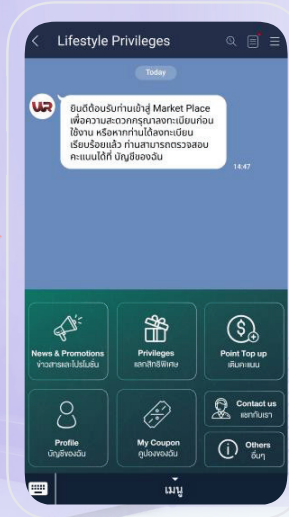 Lifestyle Privileges
Today
ยินดีต้อนรับท่านเข้าสู่ Market Place
เพื่อความสะดวกกรุณาลงทะเบียนก่อน
ใช้งาน หรือหากท่านได้ลงทะเบียน
เรียบร้อยแล้ว ท่านสามารถตรวจสอบ
คะแนนได้ที่ บัญชีของฉัน
14:47
News & Promotions
ข่าวสารและโปรโมชั่น
Privileges
แลกสิทธิพิเศษ
Point Top up
เติมคะแนน
Profile
บัญชีของฉัน
My Coupon
คูปองของฉัน
Contact us
แชทกับเรา
Others
อื่นๆ
เมนู